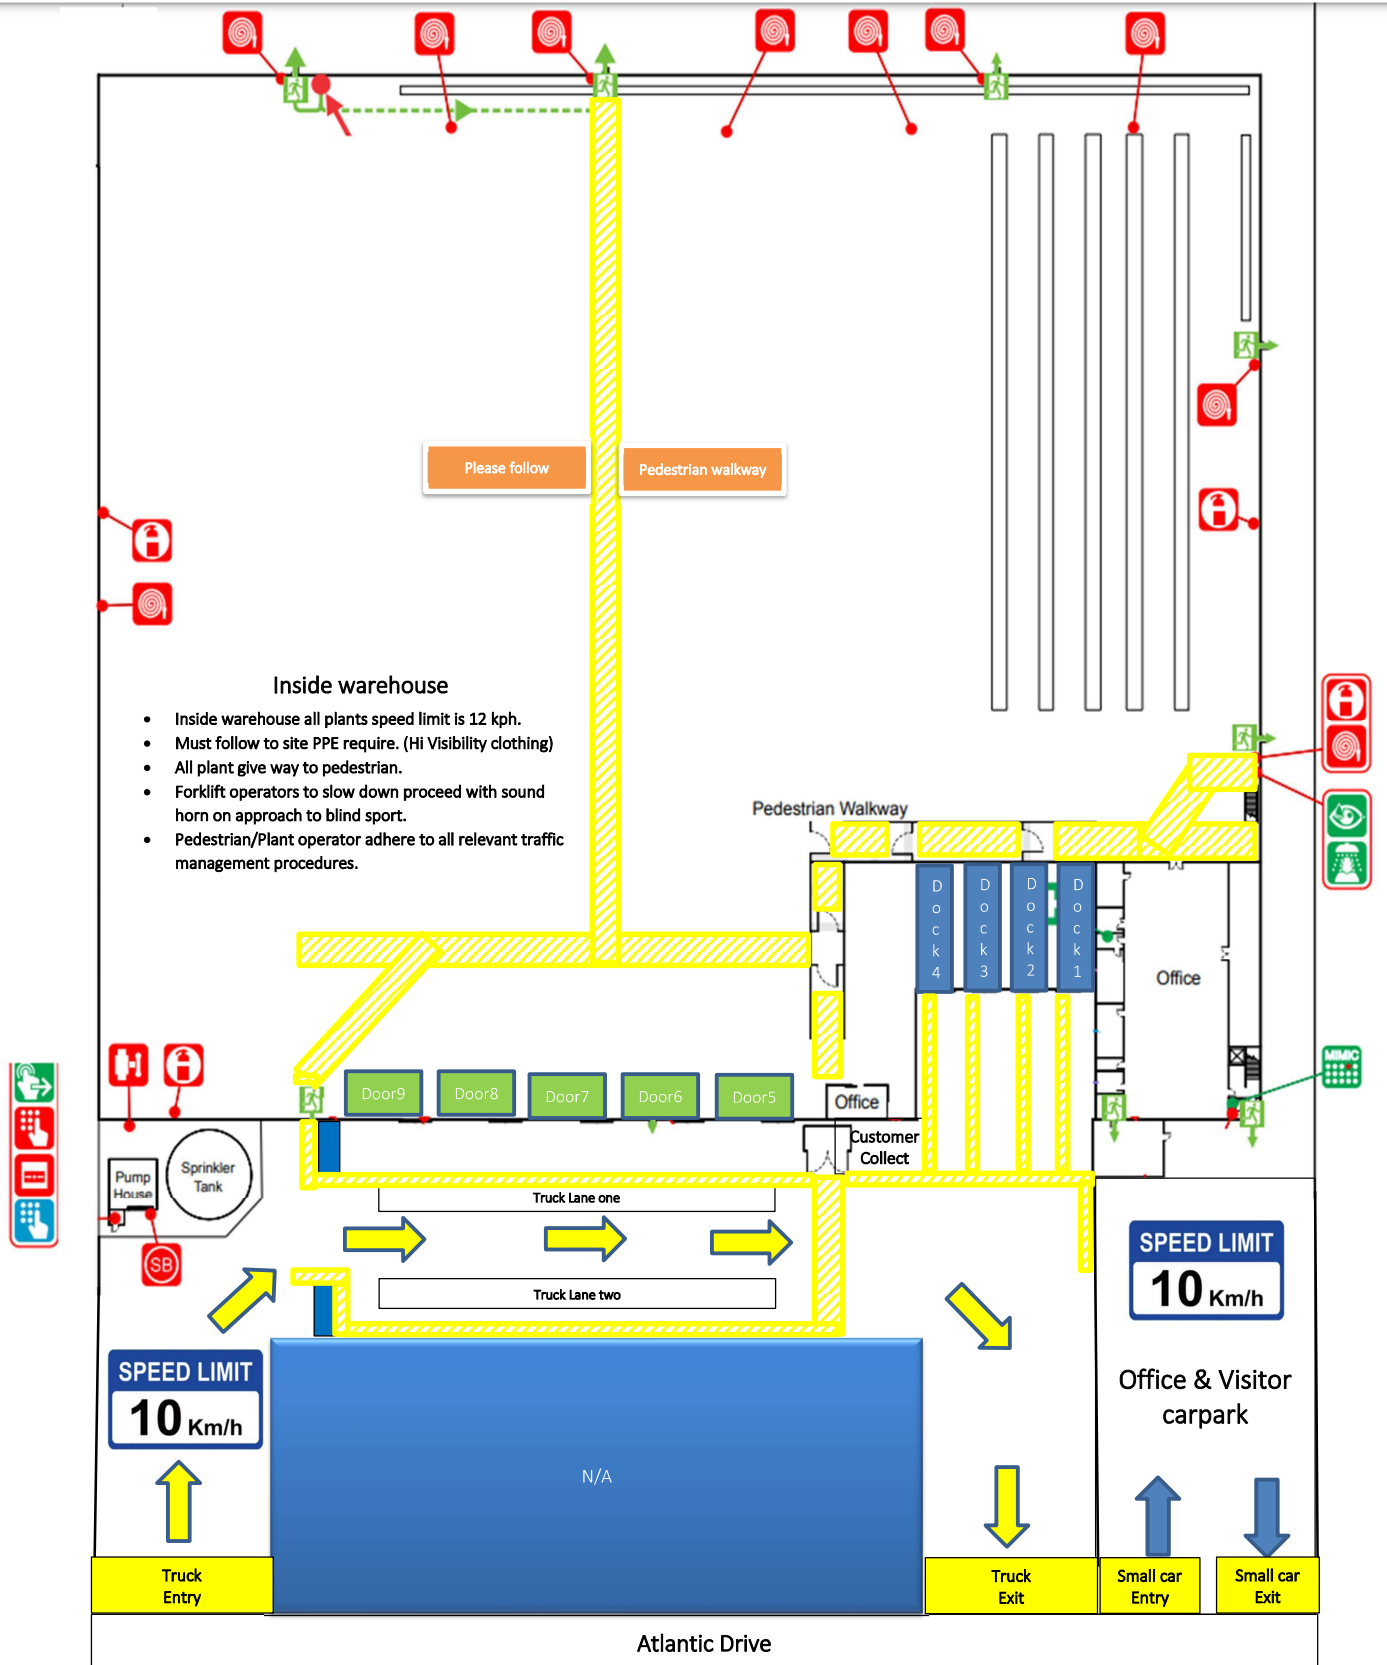 Please follow
Pedestrian walkway
Inside warehouse
• Inside warehouse all plants speed limit is 12 kph.
• Must follow to site PPE require. (Hi Visibility clothing)
• All plant give way to pedestrian.
• Forklift operators to slow down proceed with sound
horn on approach to blind sport.
• Pedestrian/Plant operator adhere to all relevant traffic
management procedures.
Pedestrian Walkway
Dock4
Dock3
Dock2
Dock1
Office
MIMIC
Door9
Door8
Door7
Door6
Door5
Office
Customer
Collect
Pump
House
Sprinkler
Tank
Truck Lane one
SB
Truck Lane two
SPEED LIMIT
10 Km/h
SPEED LIMIT
10 Km/h
Office & Visitor
carpark
N/A
Truck
Entry
Truck
Exit
Small car
Entry
Small car
Exit
Atlantic Drive